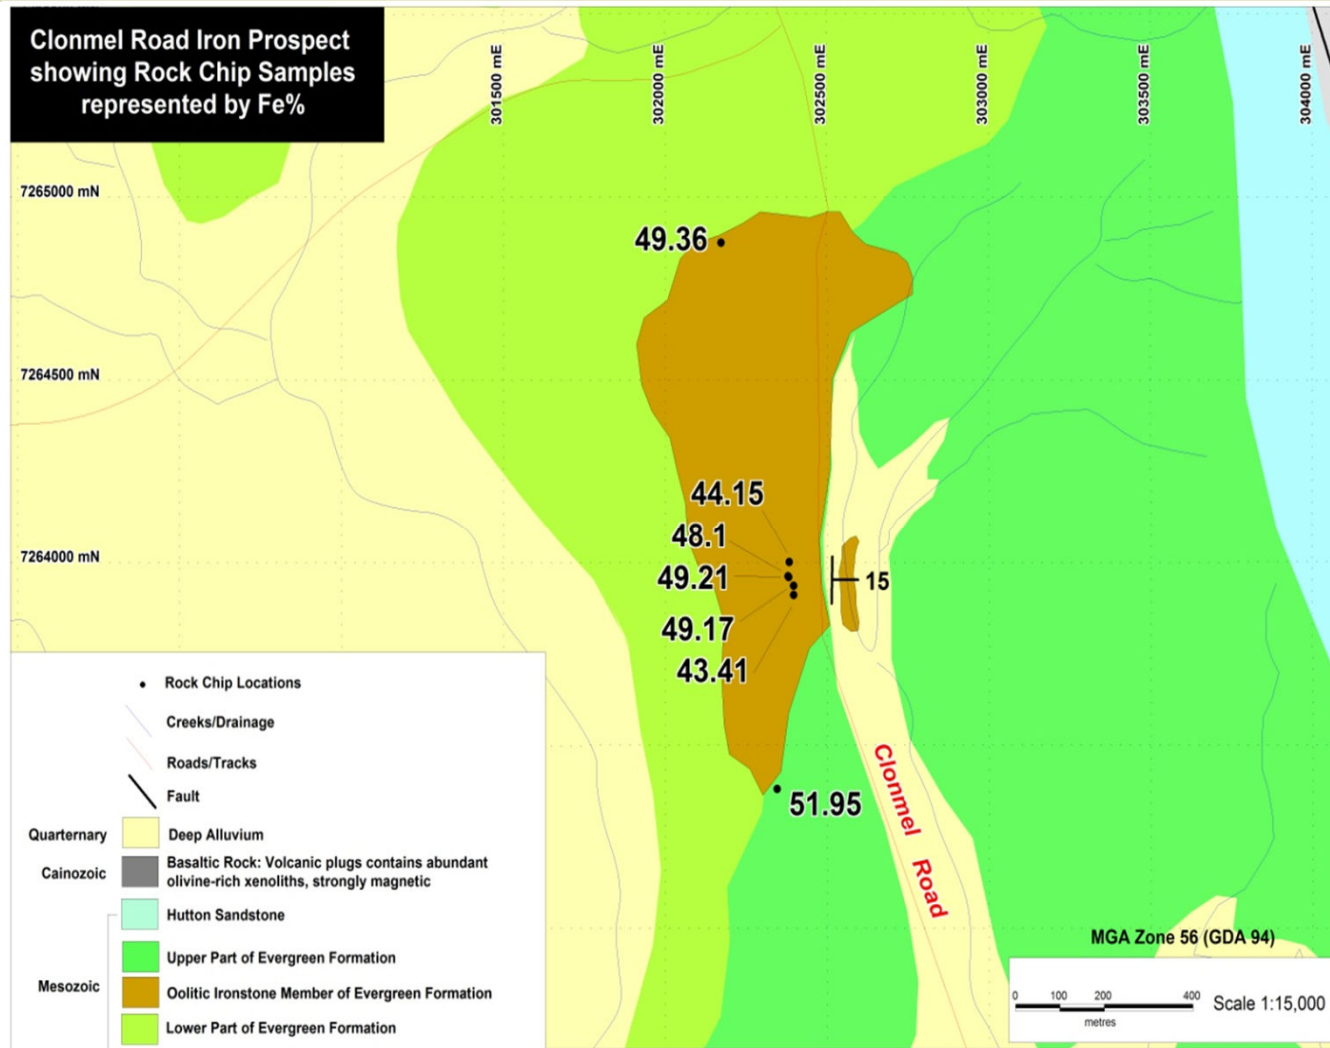 Clonmel Road Iron Prospect
showing Rock Chip Samples
represented by Fe%
301500 mE
302000 mE
302500 mE
303000 mE
303500 mE
304000 mE
7265000 mN
49.36
7264500 mN
44.15
48.1
7264000 mN
49.21
15
49.17
43.41
51.95
Clonmel Road
Rock Chip Locations
Creeks/Drainage
Roads/Tracks
Fault
Quarternary
Deep Alluvium
Cainozoic
Basaltic Rock: Volcanic plugs contains abundant
olivine-rich xenoliths, strongly magnetic
Hutton Sandstone
Upper Part of Evergreen Formation
Mesozoic
Oolitic Ironstone Member of Evergreen Formation
Lower Part of Evergreen Formation
MGA Zone 56 (GDA 94)
0 100 200 400
metres
Scale 1:15,000